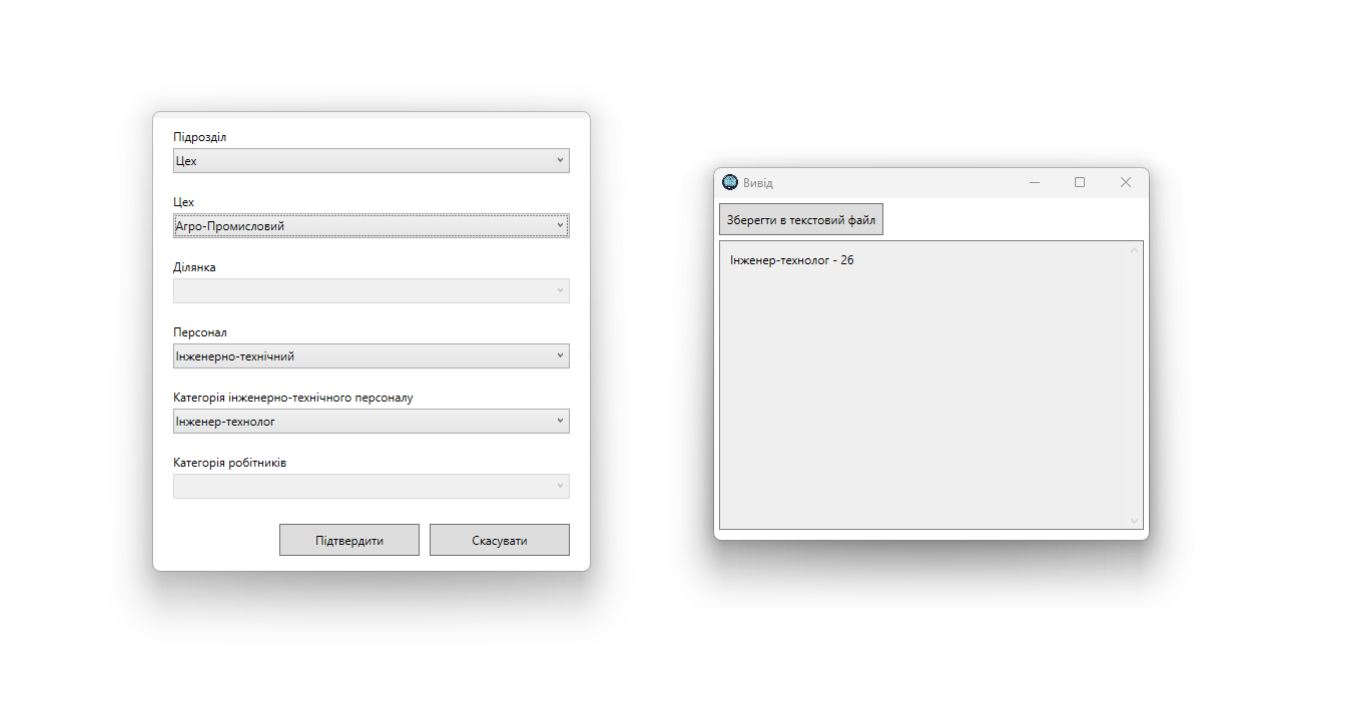 Підрозділ
Цех
Цех
Агро-Промисловий
Ділянка
Персонал
Інженерно-технічний
Категорія інженерно-технічного персоналу
Інженер-технолог
Категорія робітників
Підтвердити
Скасувати
Вивід
Зберегти в текстовий файл
Інженер-технолог - 26